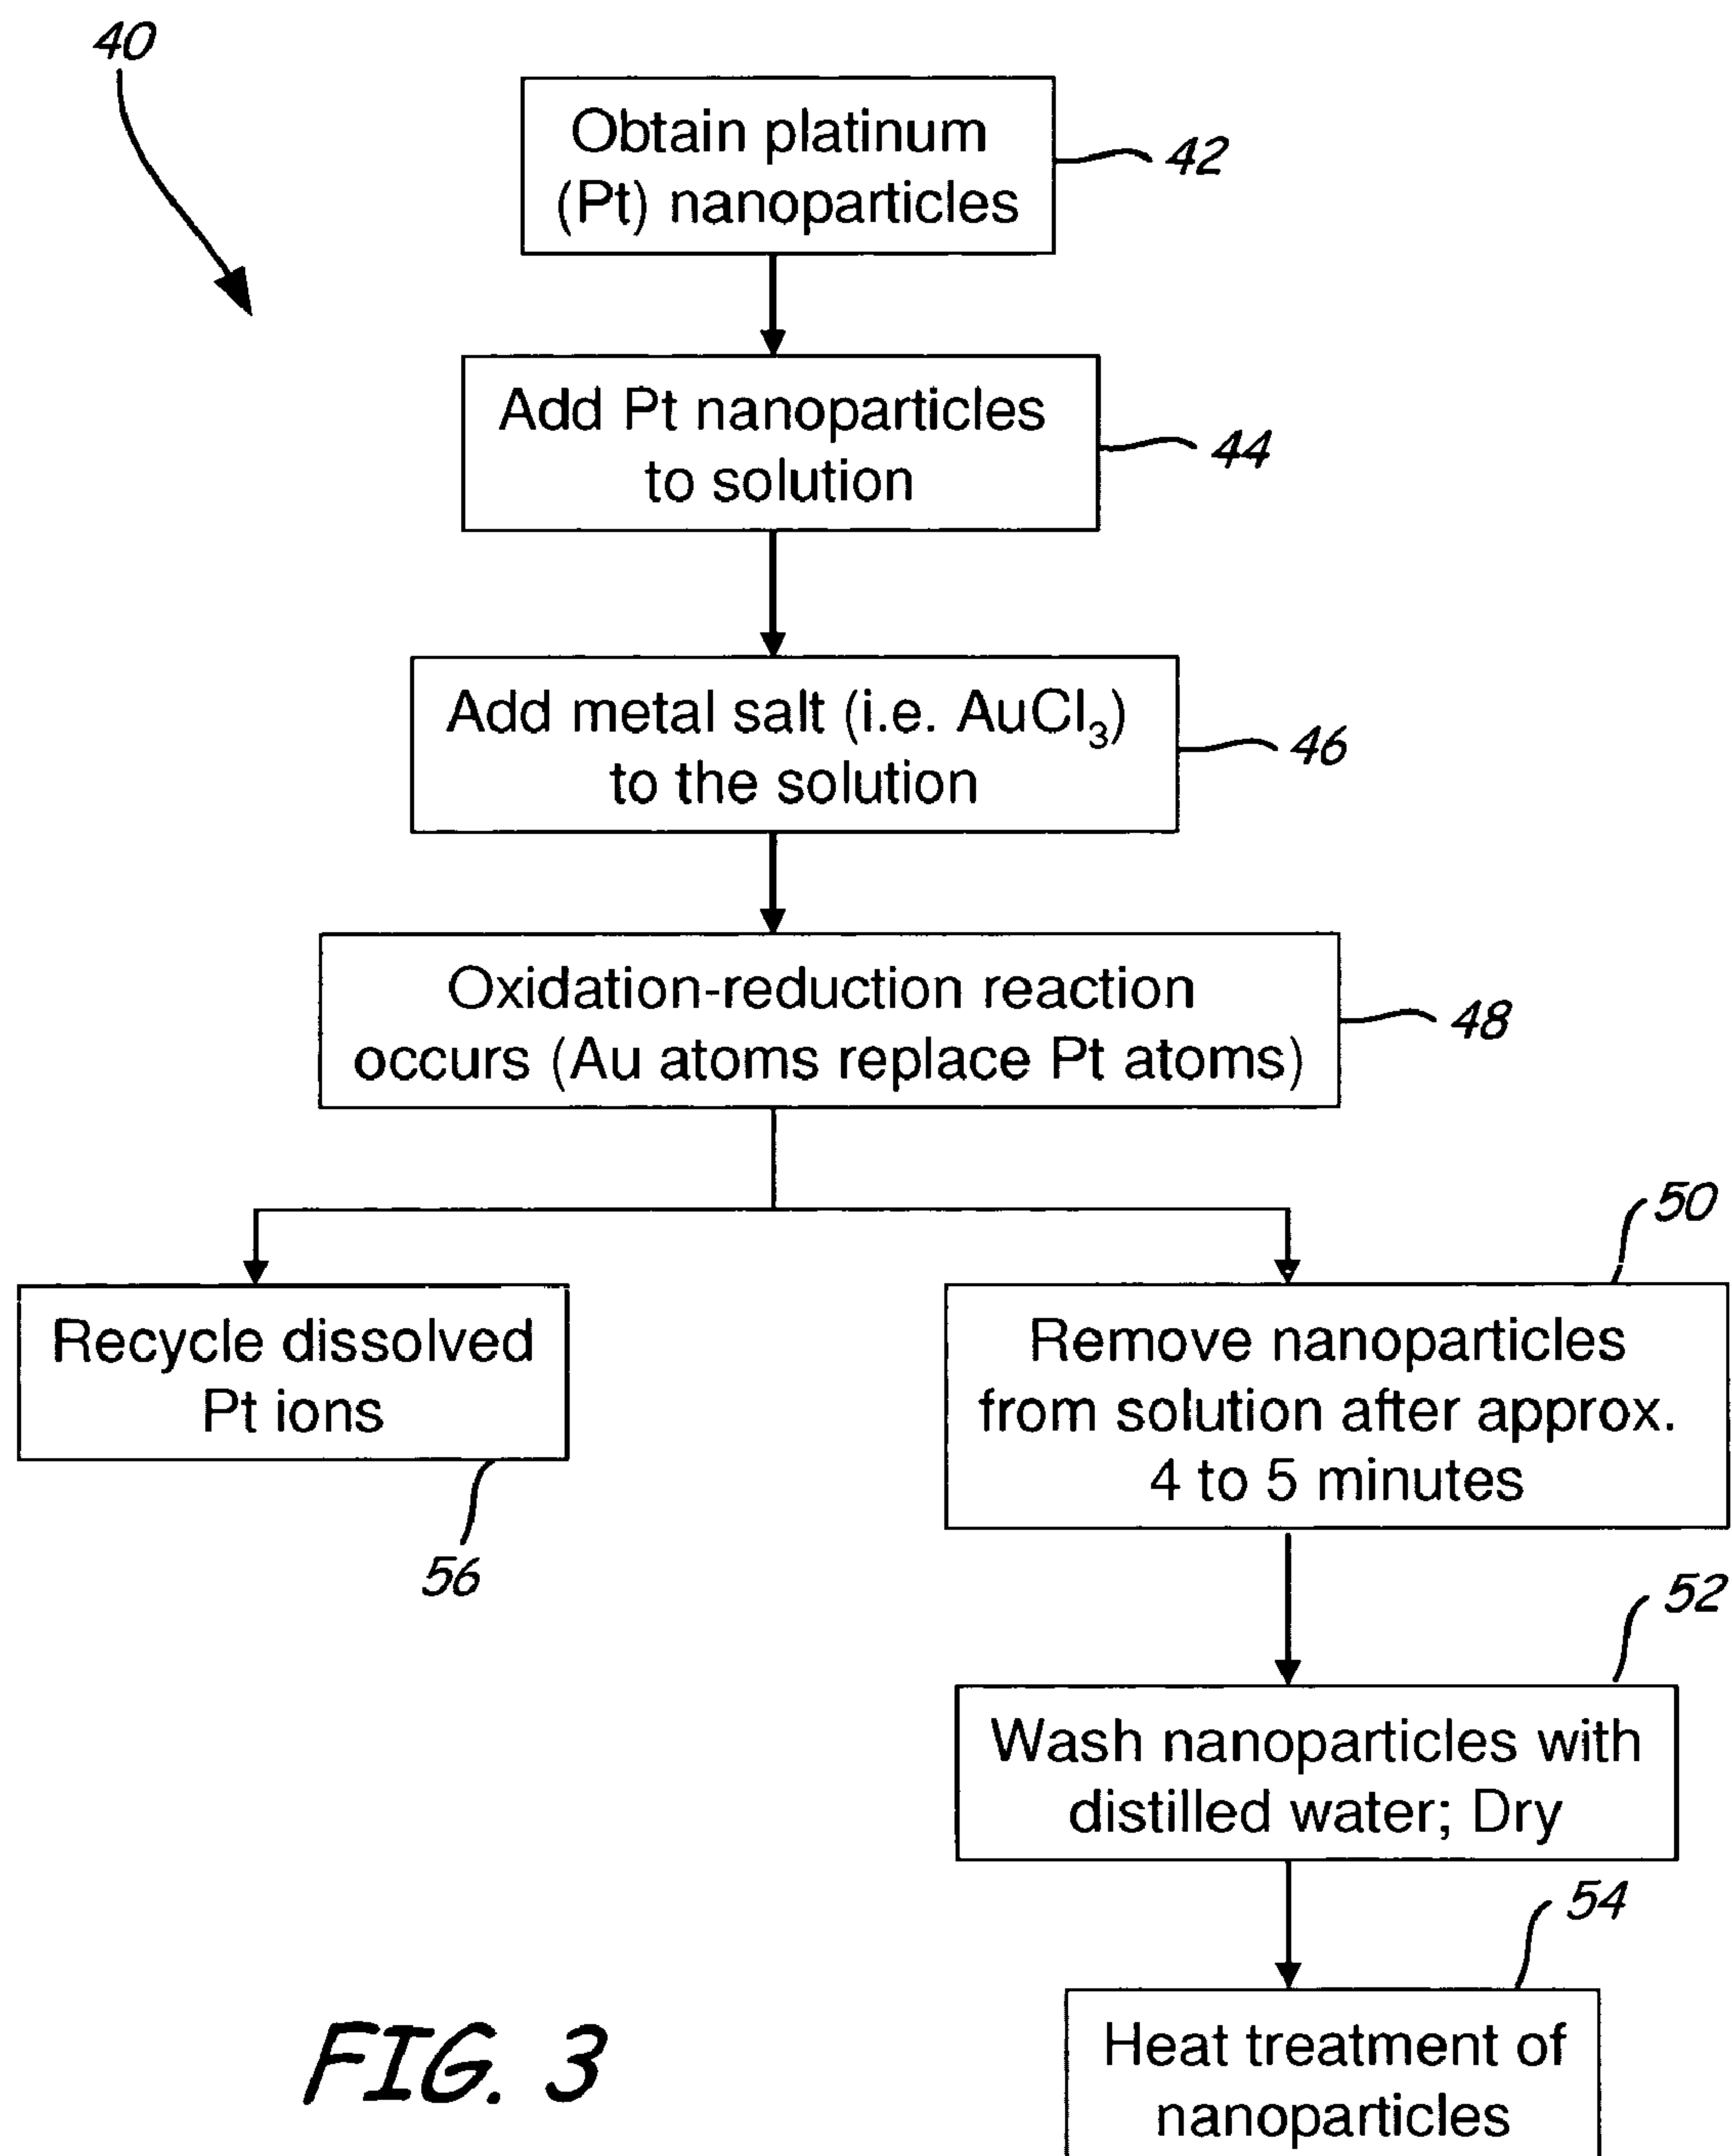 40
Obtain platinum
(Pt) nanoparticles
42
Add Pt nanoparticles
to solution
44
Add metal salt (i.e. AuCl₃)
to the solution
46
Oxidation-reduction reaction
occurs (Au atoms replace Pt atoms)
48
Recycle dissolved
Pt ions
56
50
Remove nanoparticles
from solution after approx.
4 to 5 minutes
52
Wash nanoparticles with
distilled water; Dry
54
Heat treatment of
nanoparticles
FIG. 3